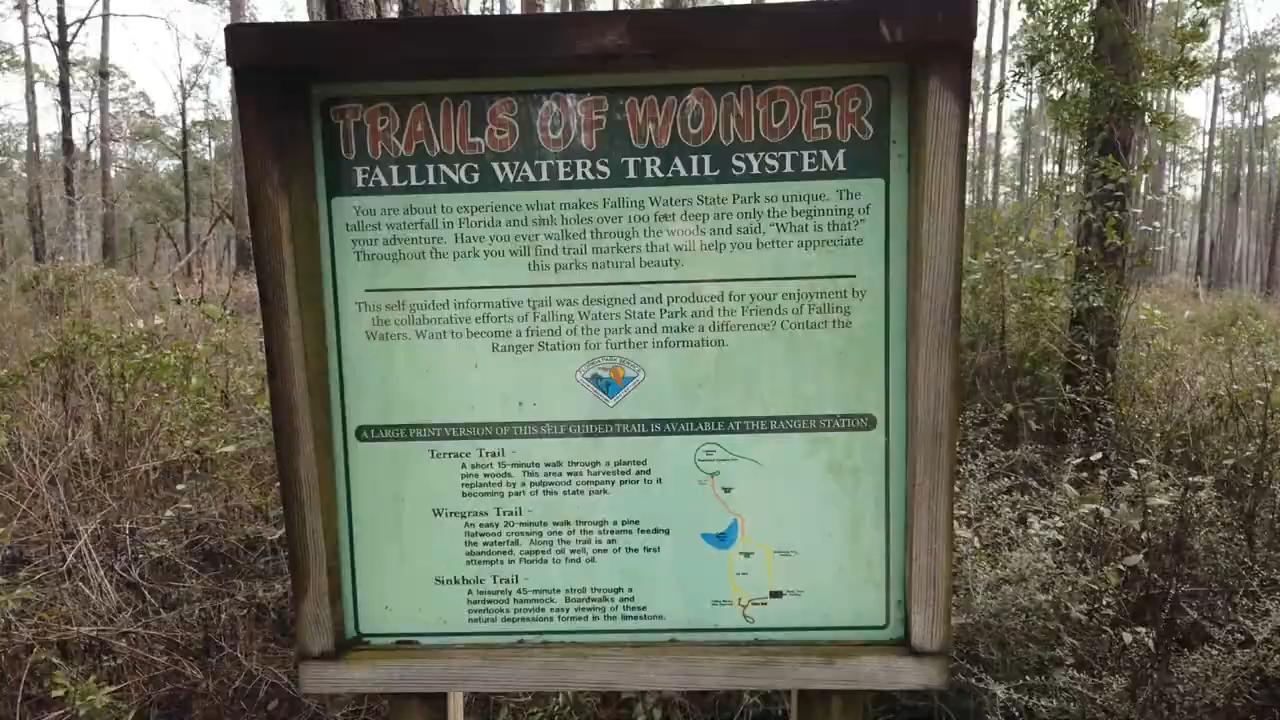 TRAILS OF WONDER
FALLING WATERS TRAIL SYSTEM
You are about to experience what makes Falling Waters State Park so unique. The
tallest waterfall in Florida and sink holes over 100 feet deep are only the beginning of
your adventure. Have you ever walked through the woods and said, "What is that?"
Throughout the park you will find trail markers that will help you better appreciate
this parks natural beauty.
This self guided informative trail was designed and produced for your enjoyment by
the collaborative efforts of Falling Waters State Park and the Friends of Falling
Waters. Want to become a friend of the park and make a difference? Contact the
Ranger Station for further information.
FLORIDA PARK SERVICE
A LARGE PRINT VERSION OF THIS SELF GUIDED TRAIL IS AVAILABLE AT THE RANGER STATION
Terrace Trail -
A short 15-minute walk through a planted
pine woods. This area was harvested and
replanted by a pulpwood company prior to it
becoming part of this state park.
Wiregrass Trail -
An easy 20-minute walk through a pine
flatwood crossing one of the streams feeding
the waterfall. Along the trail is an
abandoned, capped oil well, one of the first
attempts in Florida to find oil.
Sinkhole Trail -
A leisurely 45-minute stroll through a
hardwood hammock. Boardwalks and
overlooks provide easy viewing of these
natural depressions formed in the limestone.